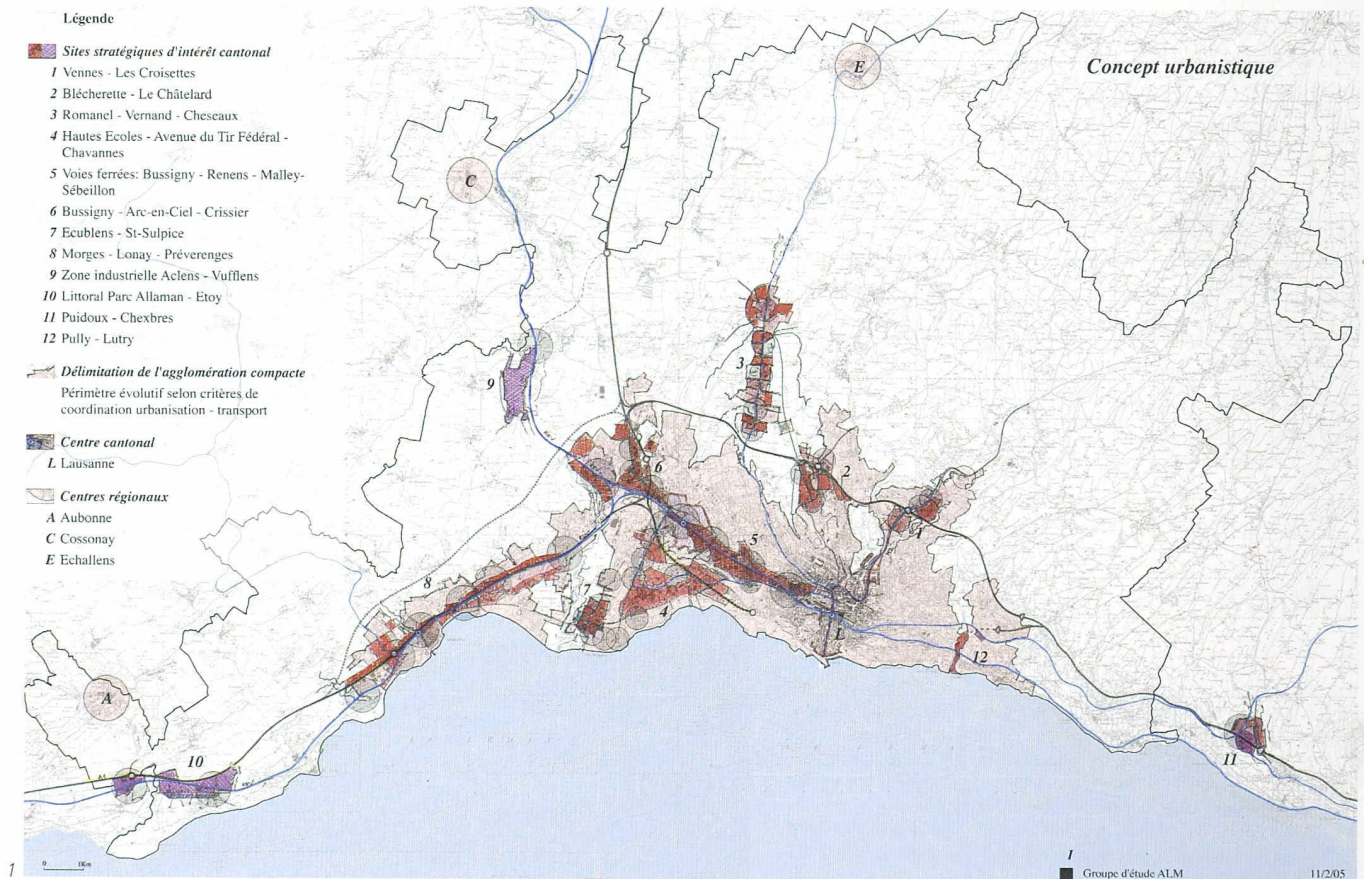 Légende
Sites stratégiques d'intérêt cantonal
1 Vennes - Les Croisettes
2 Blécherette - Le Châtelard
3 Romanel - Vernand - Cheseaux
4 Hautes Ecoles - Avenue du Tir Fédéral -
Chavannes
5 Voies ferrées: Bussigny - Renens - Malley-
Sébeillon
6 Bussigny - Arc-en-Ciel - Crissier
7 Ecublens - St-Sulpice
8 Morges - Lonay - Préverenges
9 Zone industrielle Aclens - Vufflens
10 Littoral Parc Allaman - Etoy
11 Puidoux - Chexbres
12 Pully - Lutry
Délimitation de l'agglomération compacte
Périmètre évolutif selon critères de
coordination urbanisation - transport
Centre cantonal
L Lausanne
Centres régionaux
A Aubonne
C Cossonay
E Echallens
Concept urbanistique
E
C
3
9
2
6
1
5
8
7
4
L
12
A
10
11
1
0 1Km
I
Groupe d'étude ALM
11/2/05